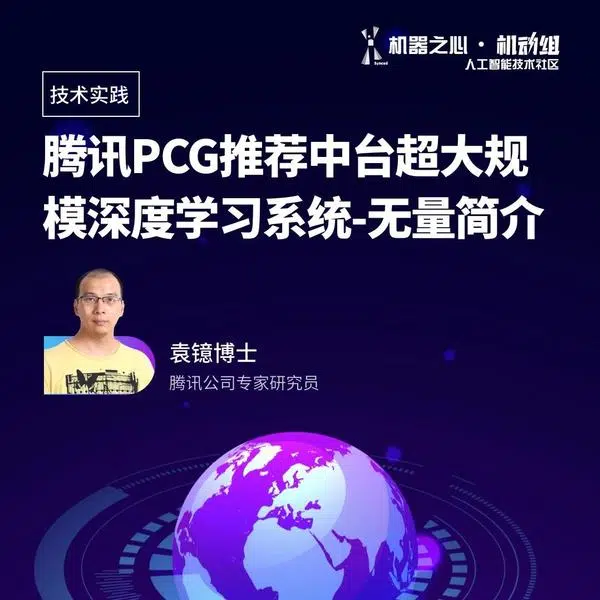 机器之心·机动组
Synced
人工智能技术社区
技术实践
腾讯PCG推荐中台超大规
模深度学习系统-无量简介
袁镱博士
腾讯公司专家研究员